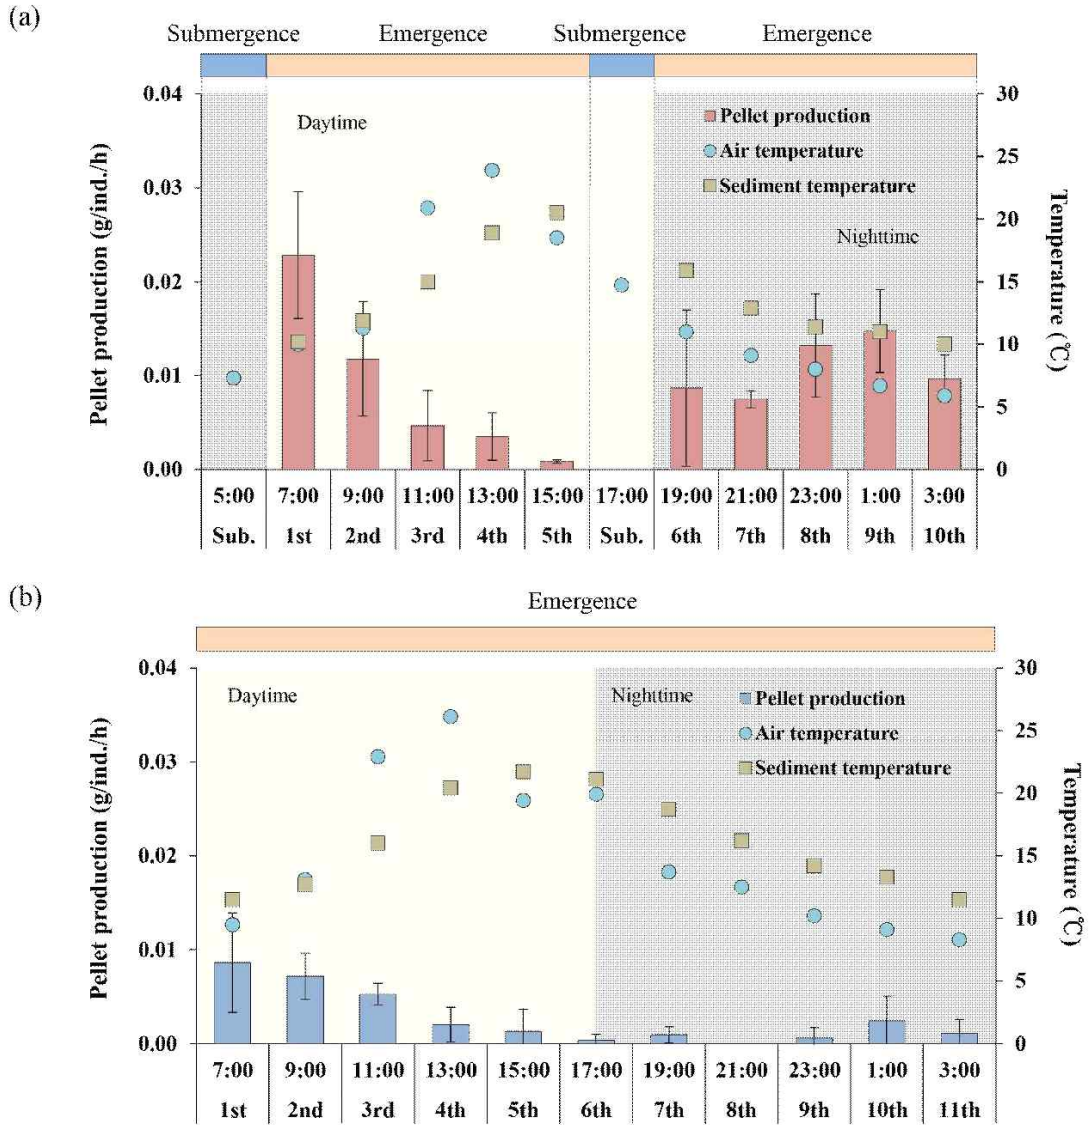 (a)
Submergence Emergence Submergence Emergence
0.04 30
Daytime
Pellet production
Air temperature
Sediment temperature
Nighttime
0.03 25
20
0.02 15
0.01 10
5
0.00 0
Pellet production (g/ind./h)
Temperature (℃)
5:00 7:00 9:00 11:00 13:00 15:00 17:00 19:00 21:00 23:00 1:00 3:00
Sub. 1st 2nd 3rd 4th 5th Sub. 6th 7th 8th 9th 10th
(b)
Emergence
0.04 30
Daytime Nighttime
Pellet production
Air temperature
Sediment temperature
0.03 25
20
0.02 15
0.01 10
5
0.00 0
Pellet production (g/ind./h)
Temperature (℃)
7:00 9:00 11:00 13:00 15:00 17:00 19:00 21:00 23:00 1:00 3:00
1st 2nd 3rd 4th 5th 6th 7th 8th 9th 10th 11th